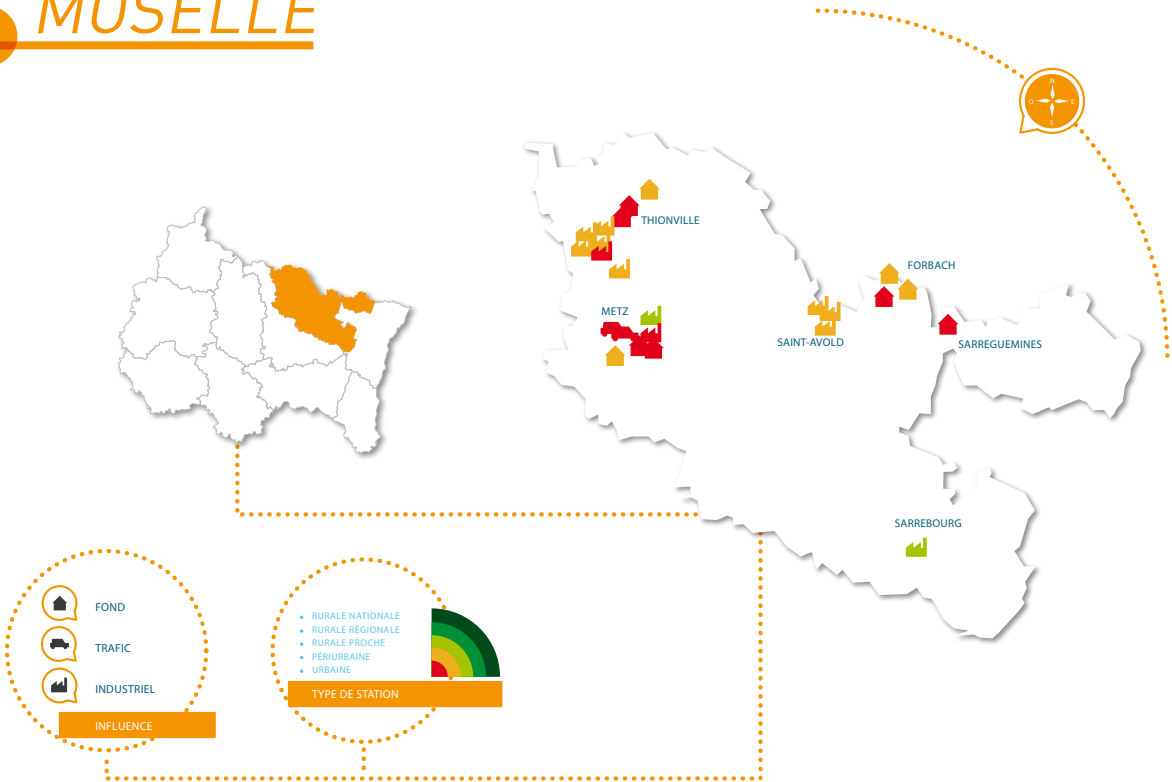 MOSELLE
N
O E
S
THIONVILLE
FORBACH
METZ
SAINT-AVOLD
SARREGUEMINES
SARREBOURG
FOND
TRAFIC
INDUSTRIEL
INFLUENCE
• RURALE NATIONALE
• RURALE RÉGIONALE
• RURALE PROCHE
• PÉRIURBAINE
• URBAINE
TYPE DE STATION